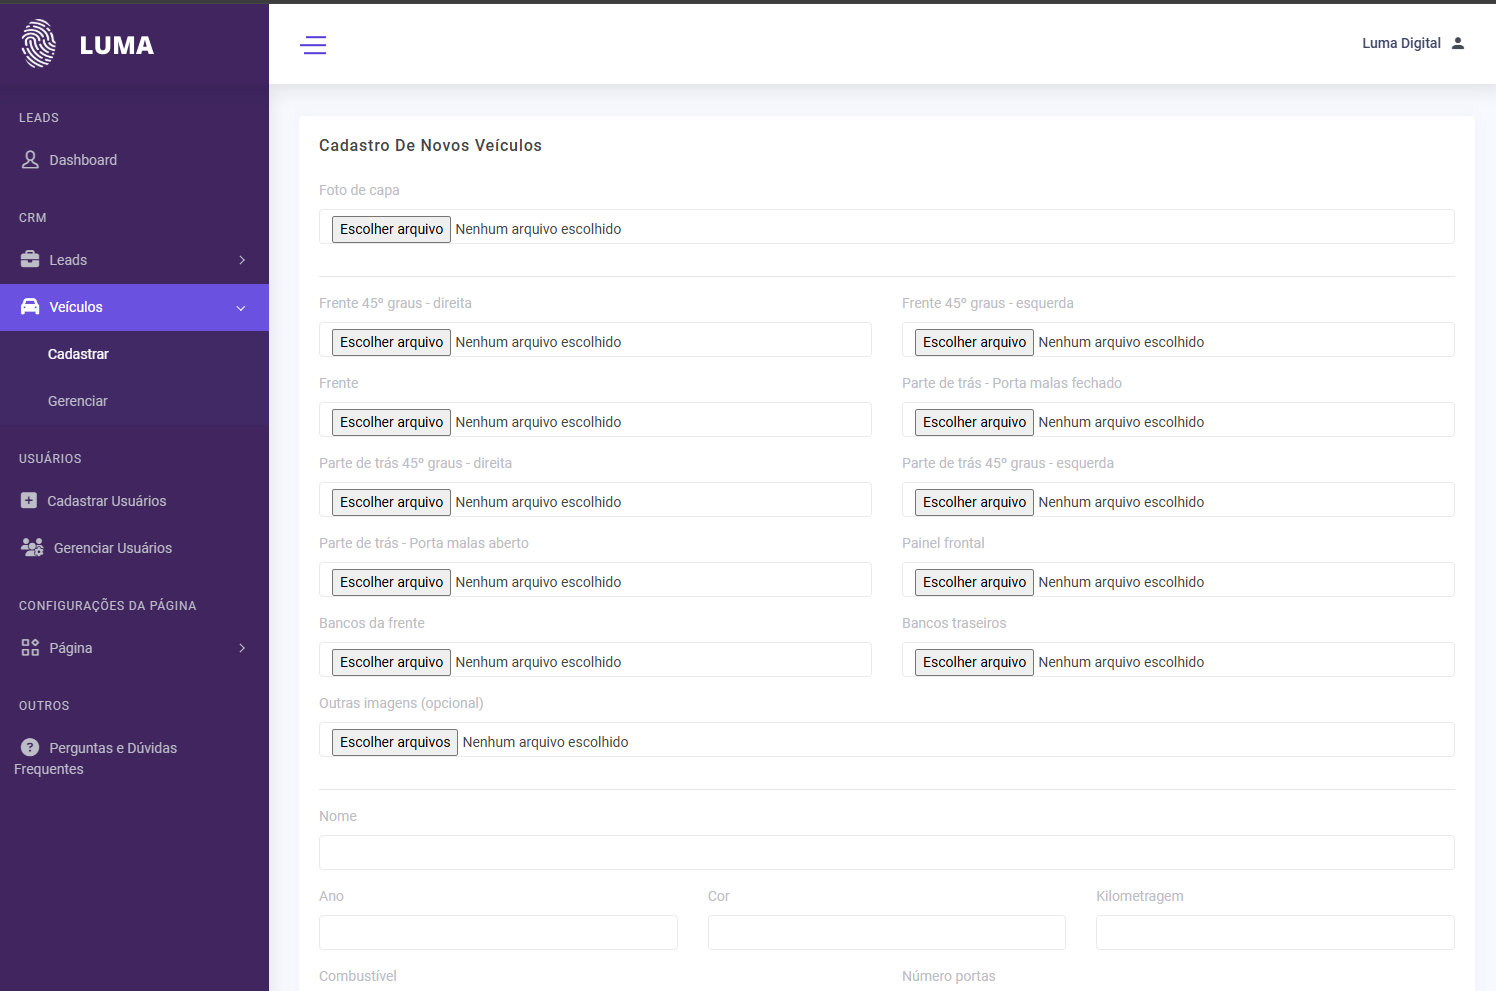 LUMA
Luma Digital
LEADS
Dashboard
CRM
Leads
Veículos
Cadastrar
Gerenciar
USUÁRIOS
Cadastrar Usuários
Gerenciar Usuários
CONFIGURAÇÕES DA PÁGINA
Página
OUTROS
Perguntas e Dúvidas
Frequentes
Cadastro De Novos Veículos
Foto de capa
Escolher arquivo Nenhum arquivo escolhido
Frente 45º graus - direita
Escolher arquivo Nenhum arquivo escolhido
Frente 45º graus - esquerda
Escolher arquivo Nenhum arquivo escolhido
Frente
Escolher arquivo Nenhum arquivo escolhido
Parte de trás - Porta malas fechado
Escolher arquivo Nenhum arquivo escolhido
Parte de trás 45º graus - direita
Escolher arquivo Nenhum arquivo escolhido
Parte de trás 45º graus - esquerda
Escolher arquivo Nenhum arquivo escolhido
Parte de trás - Porta malas aberto
Escolher arquivo Nenhum arquivo escolhido
Painel frontal
Escolher arquivo Nenhum arquivo escolhido
Bancos da frente
Escolher arquivo Nenhum arquivo escolhido
Bancos traseiros
Escolher arquivo Nenhum arquivo escolhido
Outras imagens (opcional)
Escolher arquivos Nenhum arquivo escolhido
Nome
Ano
Cor
Kilometragem
Combustível
Número portas